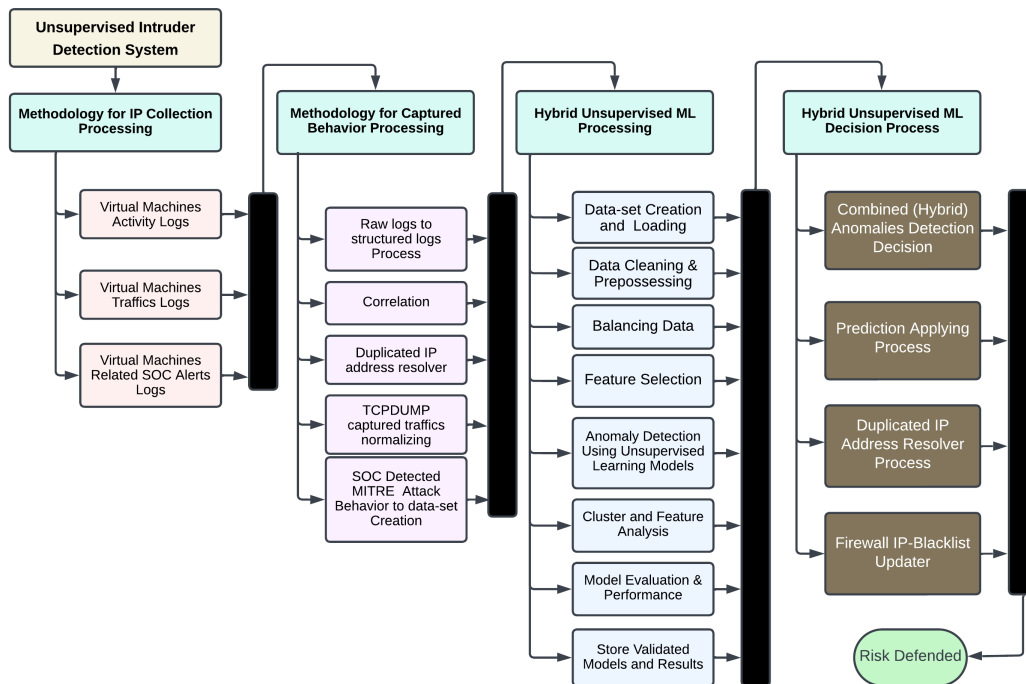 Unsupervised Intruder
Detection System
Methodology for IP Collection
Processing
Virtual Machines
Activity Logs
Virtual Machines
Traffics Logs
Virtual Machines
Related SOC Alerts
Logs
Methodology for Captured
Behavior Processing
Raw logs to
structured logs
Process
Correlation
Duplicated IP
address resolver
TCPDUMP
captured traffics
normalizing
SOC Detected
MITRE Attack
Behavior to data-set
Creation
Hybrid Unsupervised ML
Processing
Data-set Creation
and Loading
Data Cleaning &
Prepossessing
Balancing Data
Feature Selection
Anomaly Detection
Using Unsupervised
Learning Models
Cluster and Feature
Analysis
Model Evaluation &
Performance
Store Validated
Models and Results
Hybrid Unsupervised ML
Decision Process
Combined (Hybrid)
Anomalies Detection
Decision
Prediction Applying
Process
Duplicated IP
Address Resolver
Process
Firewall IP-Blacklist
Updater
Risk Defended